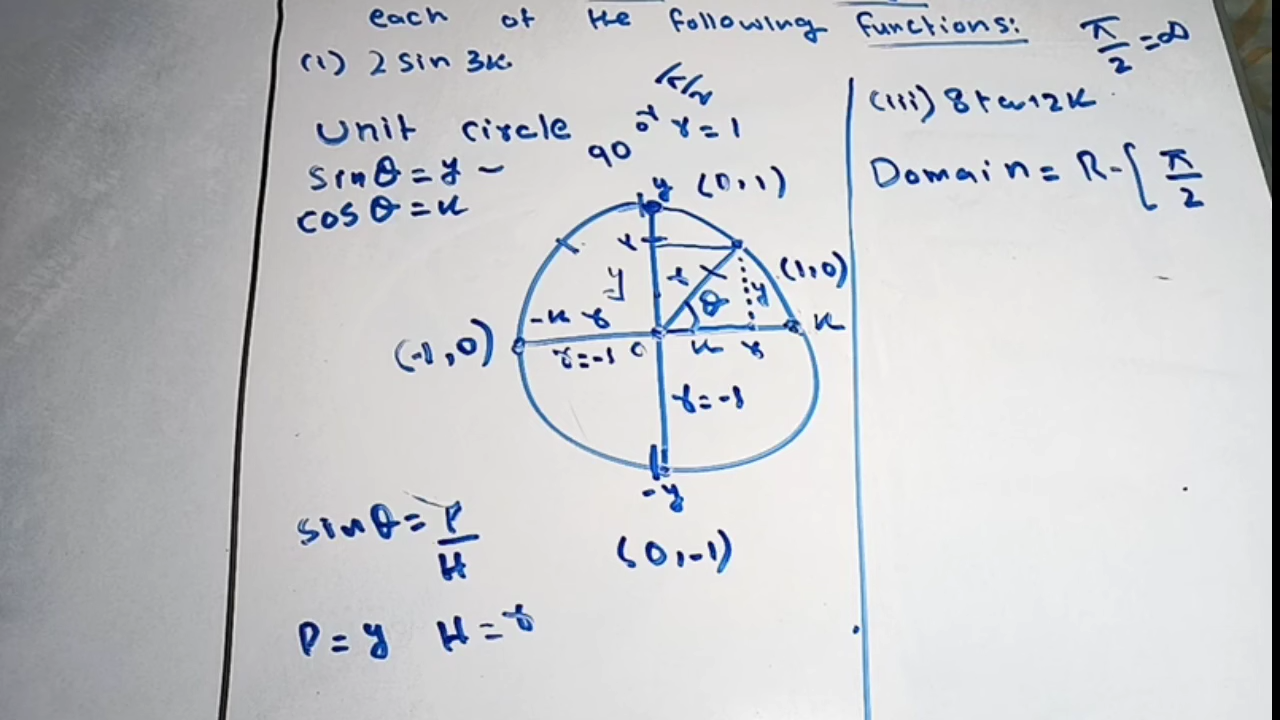 each of the following functions:
(i) 2 sin 3x
Unit circle
r = 1
sinθ = y
cosθ = x
90
y (0,1)
(1,0)
y
θ
y
x
-x r
(-1,0)
r=-1
0
x
r
r=-1
-y
(0,-1)
sinθ = P/H
P = y H = r
π/2 = ∞
(iii) 8 tan 2x
Domain = R - { π/2